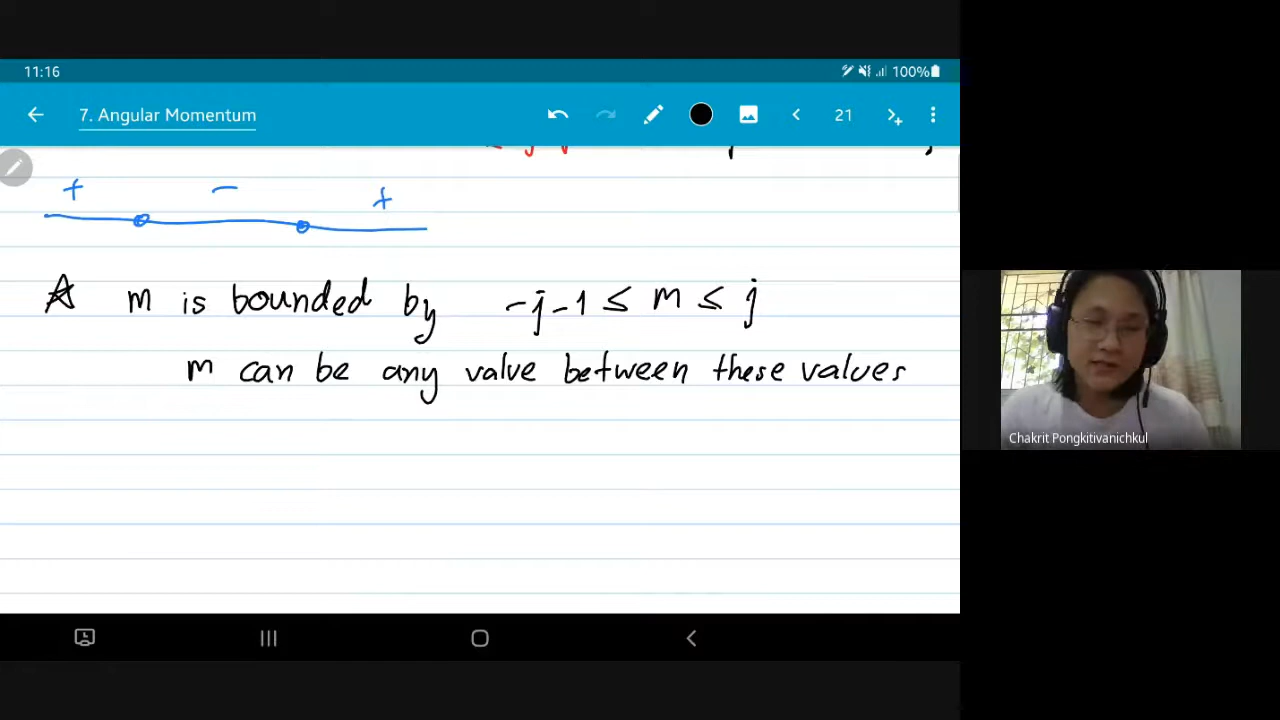 11:16
100%
7. Angular Momentum
21
+ - +
m is bounded by -j-1 ≤ m ≤ j
m can be any value between these values
Chakrit Pongkitivanichkul